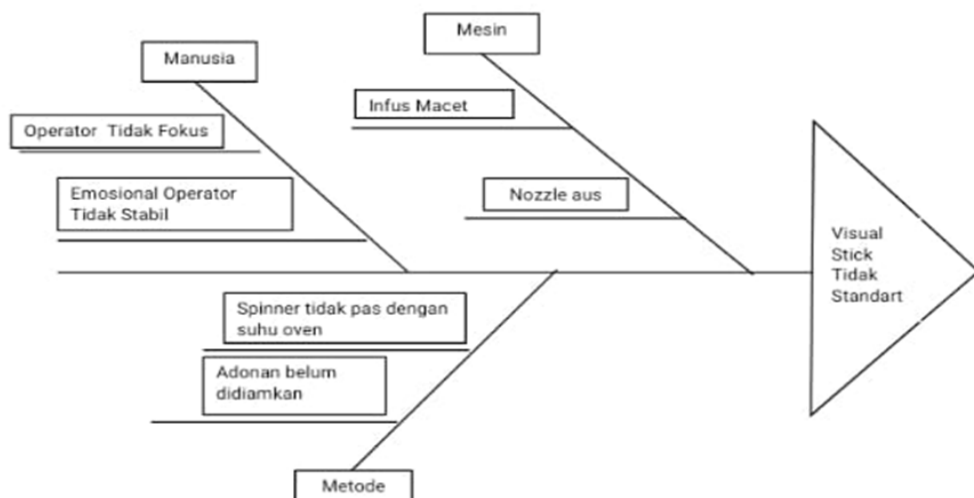 Mesin
Manusia
Infus Macet
Operator Tidak Fokus
Emosional Operator
Tidak Stabil
Nozzle aus
Visual
Stick
Tidak
Standart
Spinner tidak pas dengan
suhu oven
Adonan belum
didiamkan
Metode